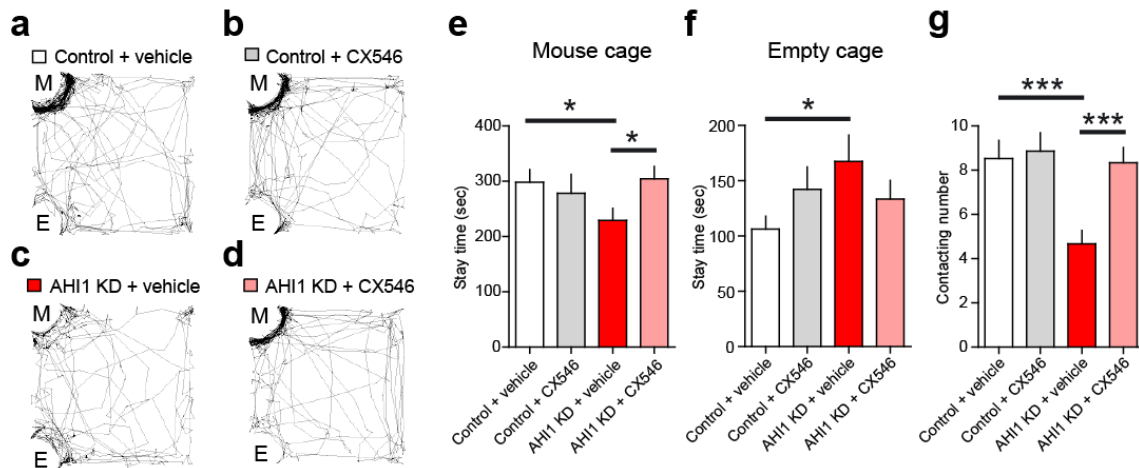 a
Control + vehicle
M
E
b
Control + CX546
M
E
c
AHI1 KD + vehicle
M
E
d
AHI1 KD + CX546
M
E
e
Mouse cage
*
*
Stay time (sec)
400
300
200
100
0
Control + vehicle
Control + CX546
AHI1 KD + vehicle
AHI1 KD + CX546
f
Empty cage
*
Stay time (sec)
200
150
100
50
0
Control + vehicle
Control + CX546
AHI1 KD + vehicle
AHI1 KD + CX546
g
***
***
Contacting number
10
8
6
4
2
0
Control + vehicle
Control + CX546
AHI1 KD + vehicle
AHI1 KD + CX546